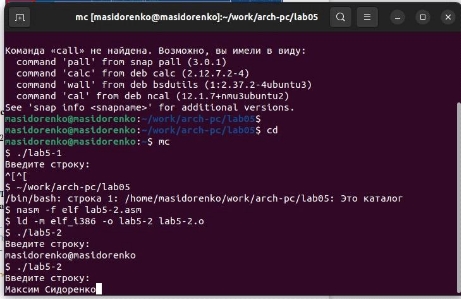 mc [masidorenko@masidorenko]:~/work/arch-pc/lab05
Команда «call» не найдена. Возможно, вы имели в виду:
command 'pall' from snap pall (3.0.1)
command 'calc' from deb calc (2.12.7.2-4)
command 'wall' from deb bsdutils (1:2.37.2-4ubuntu3)
command 'cal' from deb ncal (12.1.7+nmu3ubuntu2)
See 'snap info <snapname>' for additional versions.
masidorenko@masidorenko:~/work/arch-pc/lab05$
masidorenko@masidorenko:~/work/arch-pc/lab05$ cd
masidorenko@masidorenko:~$ mc
$ ./lab5-1
Введите строку:
^[^[
$ ~/work/arch-pc/lab05
/bin/bash: строка 1: /home/masidorenko/work/arch-pc/lab05: Это каталог
$ nasm -f elf lab5-2.asm
$ ld -m elf_i386 -o lab5-2 lab5-2.o
$ ./lab5-2
Введите строку:
masidorenko@masidorenko
$ ./lab5-2
Введите строку:
Максим Сидоренко